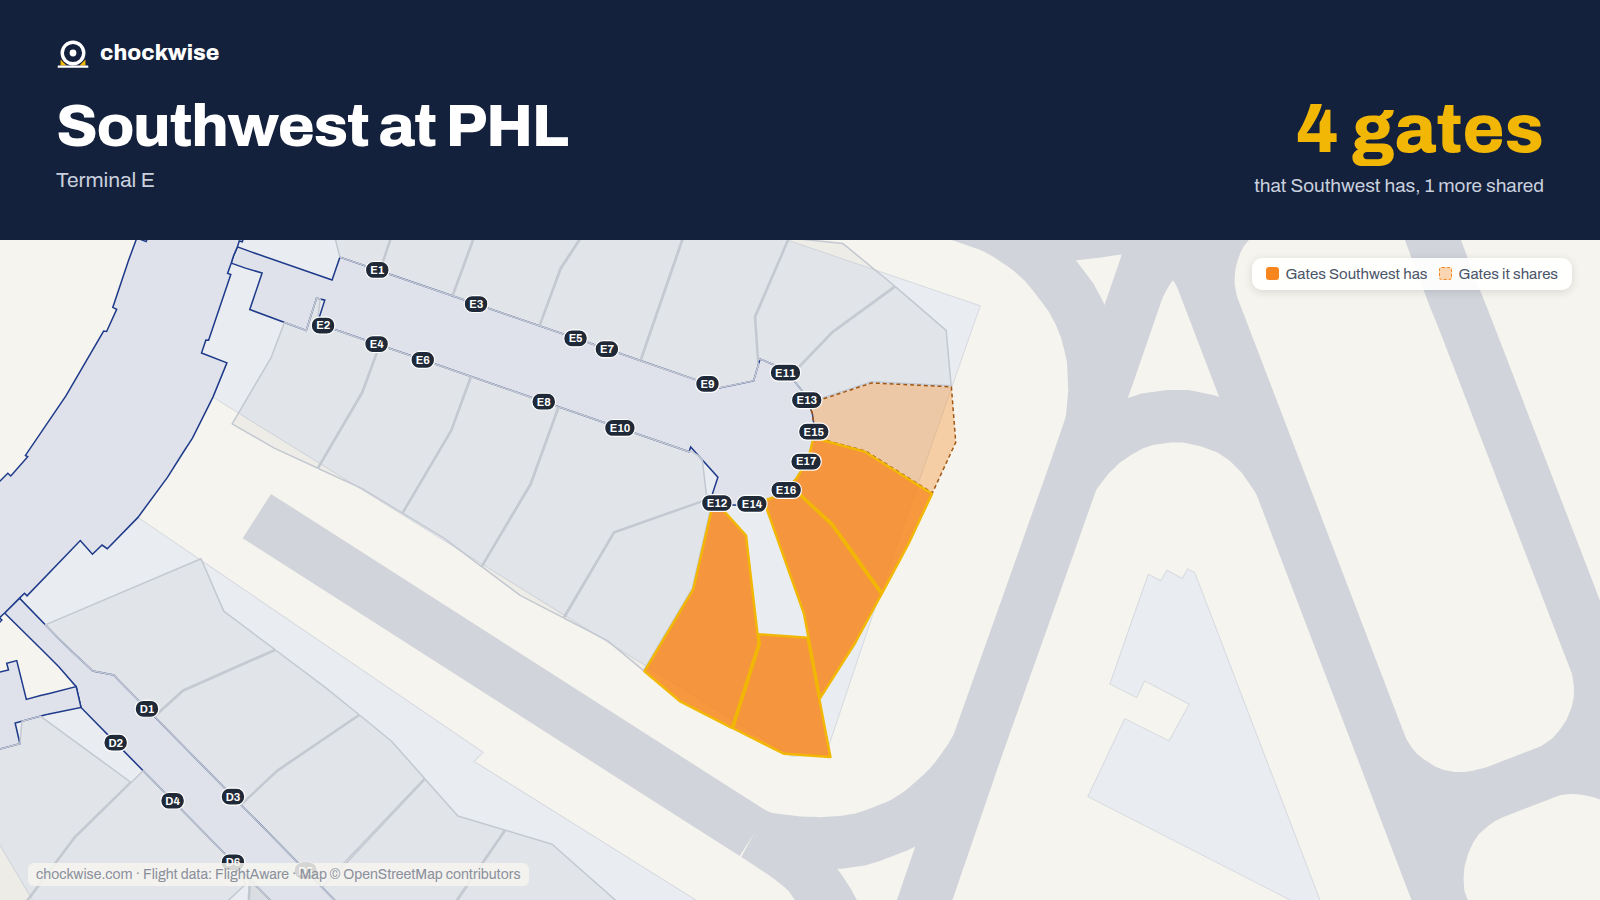 chockwise
Southwest at PHL
Terminal E
4 gates
that Southwest has, 1 more shared
Gates Southwest has
Gates it shares
E1
E3
E2
E5
E4
E7
E6
E11
E9
E13
E8
E10
E15
E17
E16
E12
E14
D1
D2
D3
D4
D6
chockwise.com · Flight data: FlightAware · Map © OpenStreetMap contributors